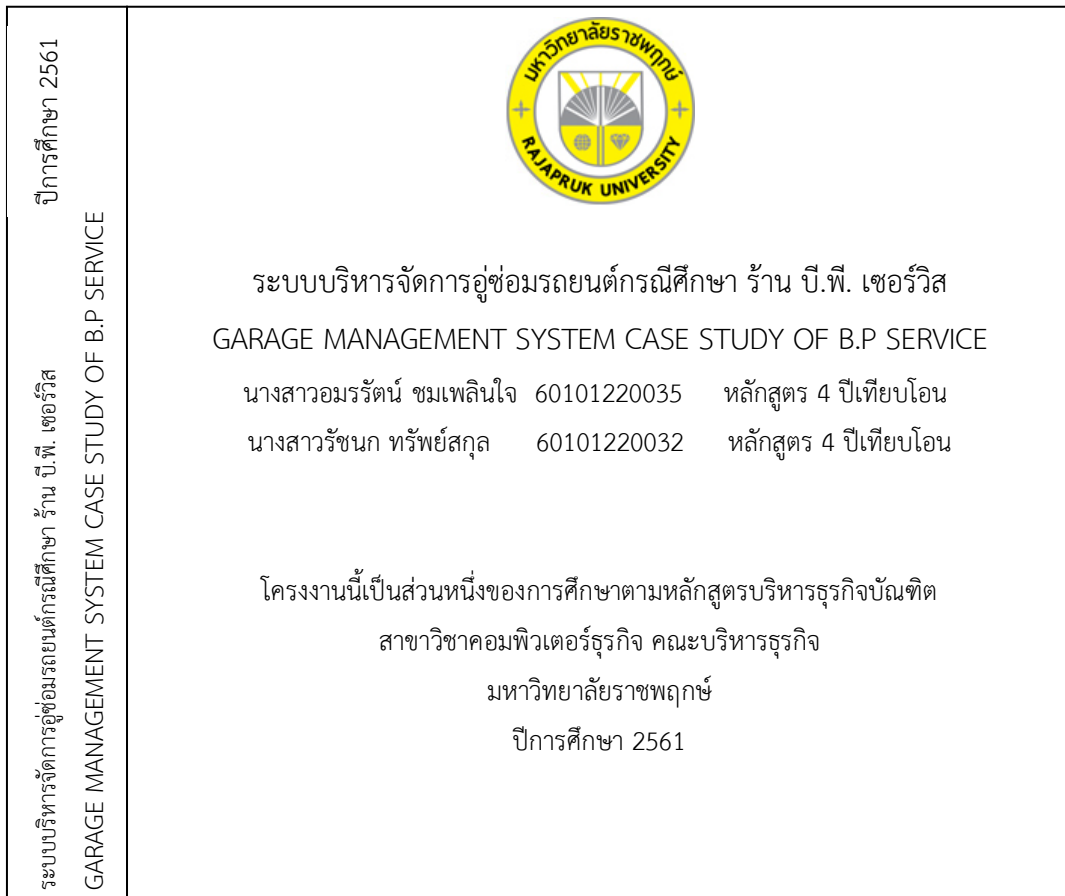 ระบบบริหารจัดการอู่ซ่อมรถยนต์กรณีศึกษา ร้าน บี.พี. เซอร์วิส ปีการศึกษา 2561
GARAGE MANAGEMENT SYSTEM CASE STUDY OF B.P SERVICE
มหาวิทยาลัยราชพฤกษ์
RAJAPRUK UNIVERSITY
ระบบบริหารจัดการอู่ซ่อมรถยนต์กรณีศึกษา ร้าน บี.พี. เซอร์วิส
GARAGE MANAGEMENT SYSTEM CASE STUDY OF B.P SERVICE
นางสาวอมรรัตน์ ชมเพลินใจ 60101220035 หลักสูตร 4 ปีเทียบโอน
นางสาวรัชนก ทรัพย์สกุล 60101220032 หลักสูตร 4 ปีเทียบโอน
โครงงานนี้เป็นส่วนหนึ่งของการศึกษาตามหลักสูตรบริหารธุรกิจบัณฑิต
สาขาวิชาคอมพิวเตอร์ธุรกิจ คณะบริหารธุรกิจ
มหาวิทยาลัยราชพฤกษ์
ปีการศึกษา 2561